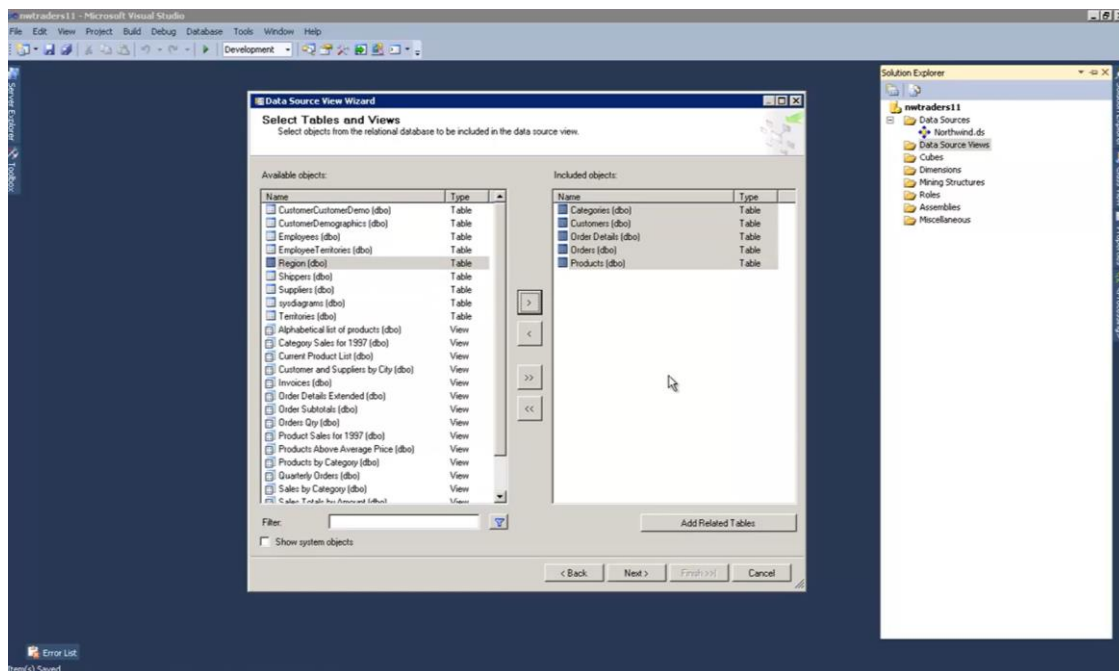 nwtraders11 - Microsoft Visual Studio
File Edit View Project Build Debug Database Tools Window Help
Development
Server Explorer
Toolbox
Data Source View Wizard
Select Tables and Views
Select objects from the relational database to be included in the data source view.
Available objects:
Name Type
CustomerCustomerDemo (dbo) Table
CustomerDemographics (dbo) Table
Employees (dbo) Table
EmployeeTerritories (dbo) Table
Region (dbo) Table
Shippers (dbo) Table
Suppliers (dbo) Table
sysdiagrams (dbo) Table
Territories (dbo) Table
Alphabetical list of products (dbo) View
Category Sales for 1997 (dbo) View
Current Product List (dbo) View
Customer and Suppliers by City (dbo) View
Invoices (dbo) View
Order Details Extended (dbo) View
Order Subtotals (dbo) View
Orders Qry (dbo) View
Product Sales for 1997 (dbo) View
Products Above Average Price (dbo) View
Products by Category (dbo) View
Quarterly Orders (dbo) View
Sales by Category (dbo) View
Sales Totals by Amount (dbo) View
Filter:
Show system objects
>
<
>>
<<
Included objects:
Name Type
Categories (dbo) Table
Customers (dbo) Table
Order Details (dbo) Table
Orders (dbo) Table
Products (dbo) Table
Add Related Tables
< Back Next > Finish >>| Cancel
Solution Explorer
nwtraders11
Data Sources
Northwind.ds
Data Source Views
Cubes
Dimensions
Mining Structures
Roles
Assemblies
Miscellaneous
Error List
Item(s) Saved